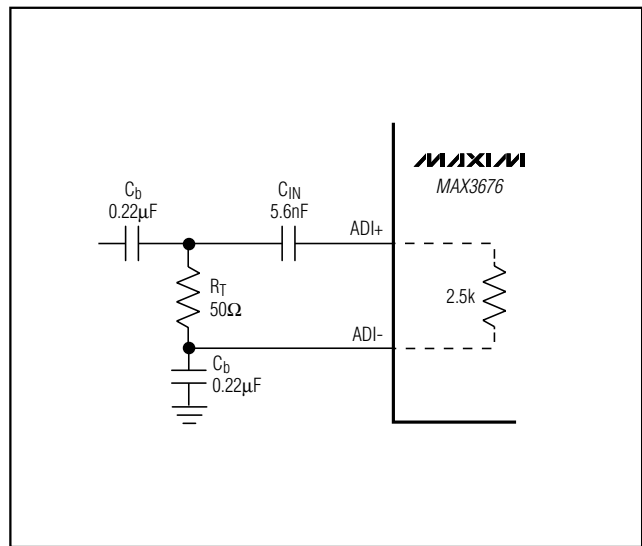 MAXIM
MAX3676
Cb
0.22μF
CIN
5.6nF
ADI+
RT
50Ω
2.5k
ADI-
Cb
0.22μF